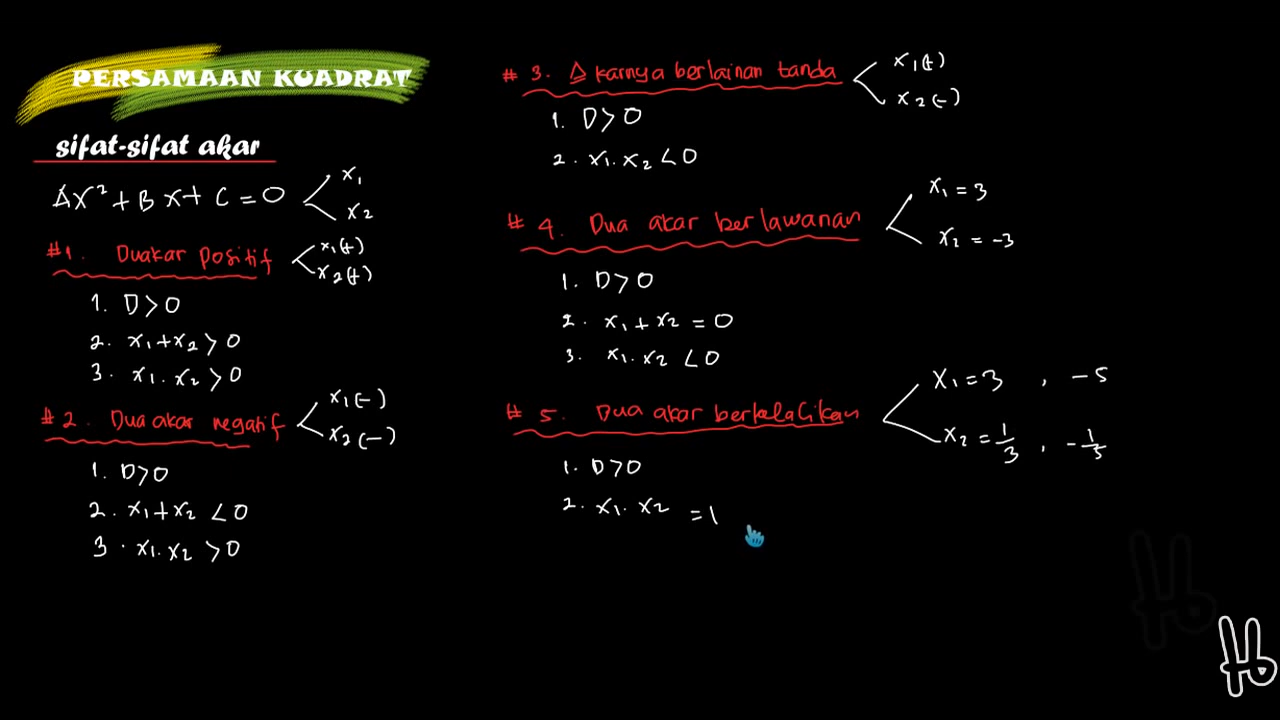 PERSAMAAN KUADRAT
sifat-sifat akar
Ax² + Bx + C = 0
x₁
x₂
#1. Duakar positif
x₁(+)
x₂(+)
1. D > 0
2. x₁+x₂ > 0
3. x₁.x₂ > 0
#2. Dua akar negatif
x₁(-)
x₂(-)
1. D>0
2. x₁+x₂ < 0
3. x₁.x₂ > 0
#3. Akarnya berlainan tanda
x₁(+)
x₂(-)
1. D > 0
2. x₁.x₂ < 0
#4. Dua akar berlawanan
x₁ = 3
x₂ = -3
1. D > 0
2. x₁+x₂ = 0
3. x₁.x₂ < 0
#5. Dua akar berkebalikan
x₁ = 3 , -5
x₂ = 1/3 , -1/5
1. D > 0
2. x₁.x₂ = 1